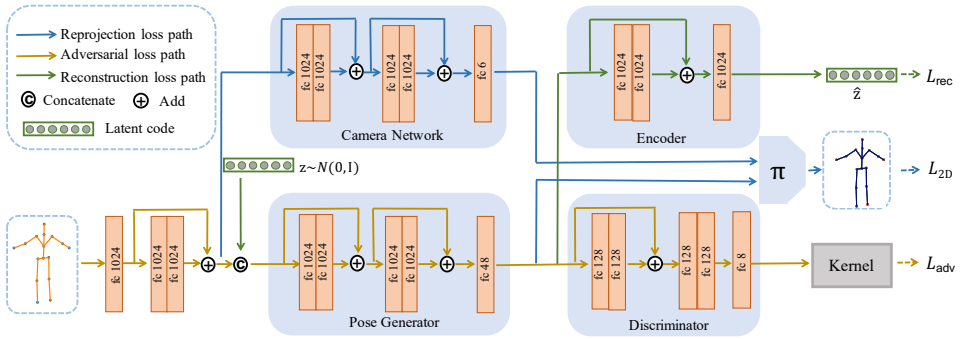 Reprojection loss path
Adversarial loss path
Reconstruction loss path
C Concatenate
Add
Latent code
fc 1024
fc 1024
fc 1024
fc 1024
fc 6
Camera Network
fc 1024
fc 1024
fc 1024
Encoder
ẑ
L_rec
z~N(0,I)
π
L_2D
fc 1024
fc 1024
fc 1024
C
fc 1024
fc 1024
fc 1024
fc 1024
fc 48
Pose Generator
fc 128
fc 128
fc 128
fc 128
fc 8
Discriminator
Kernel
L_adv